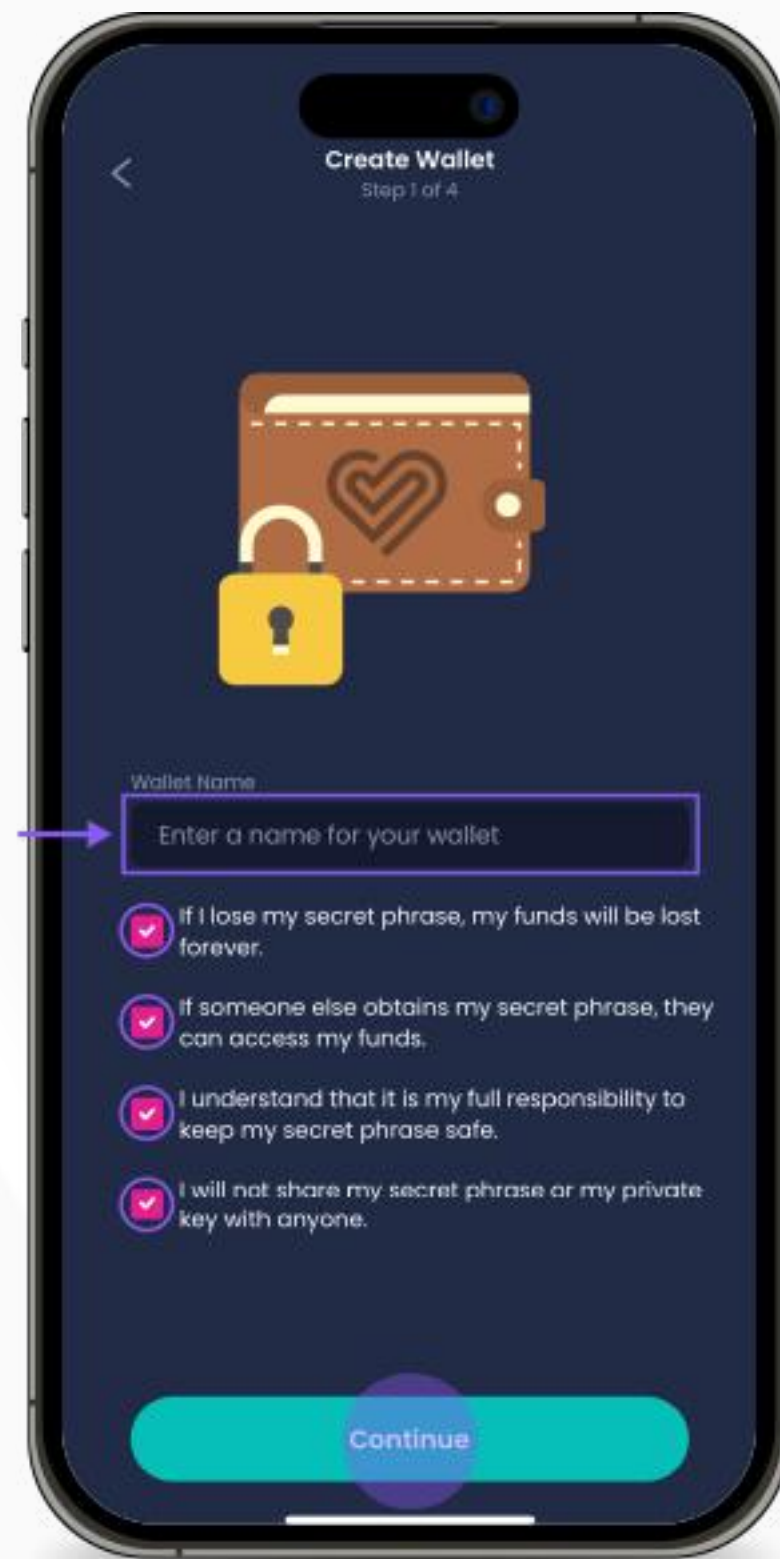 Create Wallet
Step 1 of 4
Wallet Name
Enter a name for your wallet
If I lose my secret phrase, my funds will be lost
forever.
If someone else obtains my secret phrase, they
can access my funds.
I understand that it is my full responsibility to
keep my secret phrase safe.
I will not share my secret phrase or my private
key with anyone.
Continue